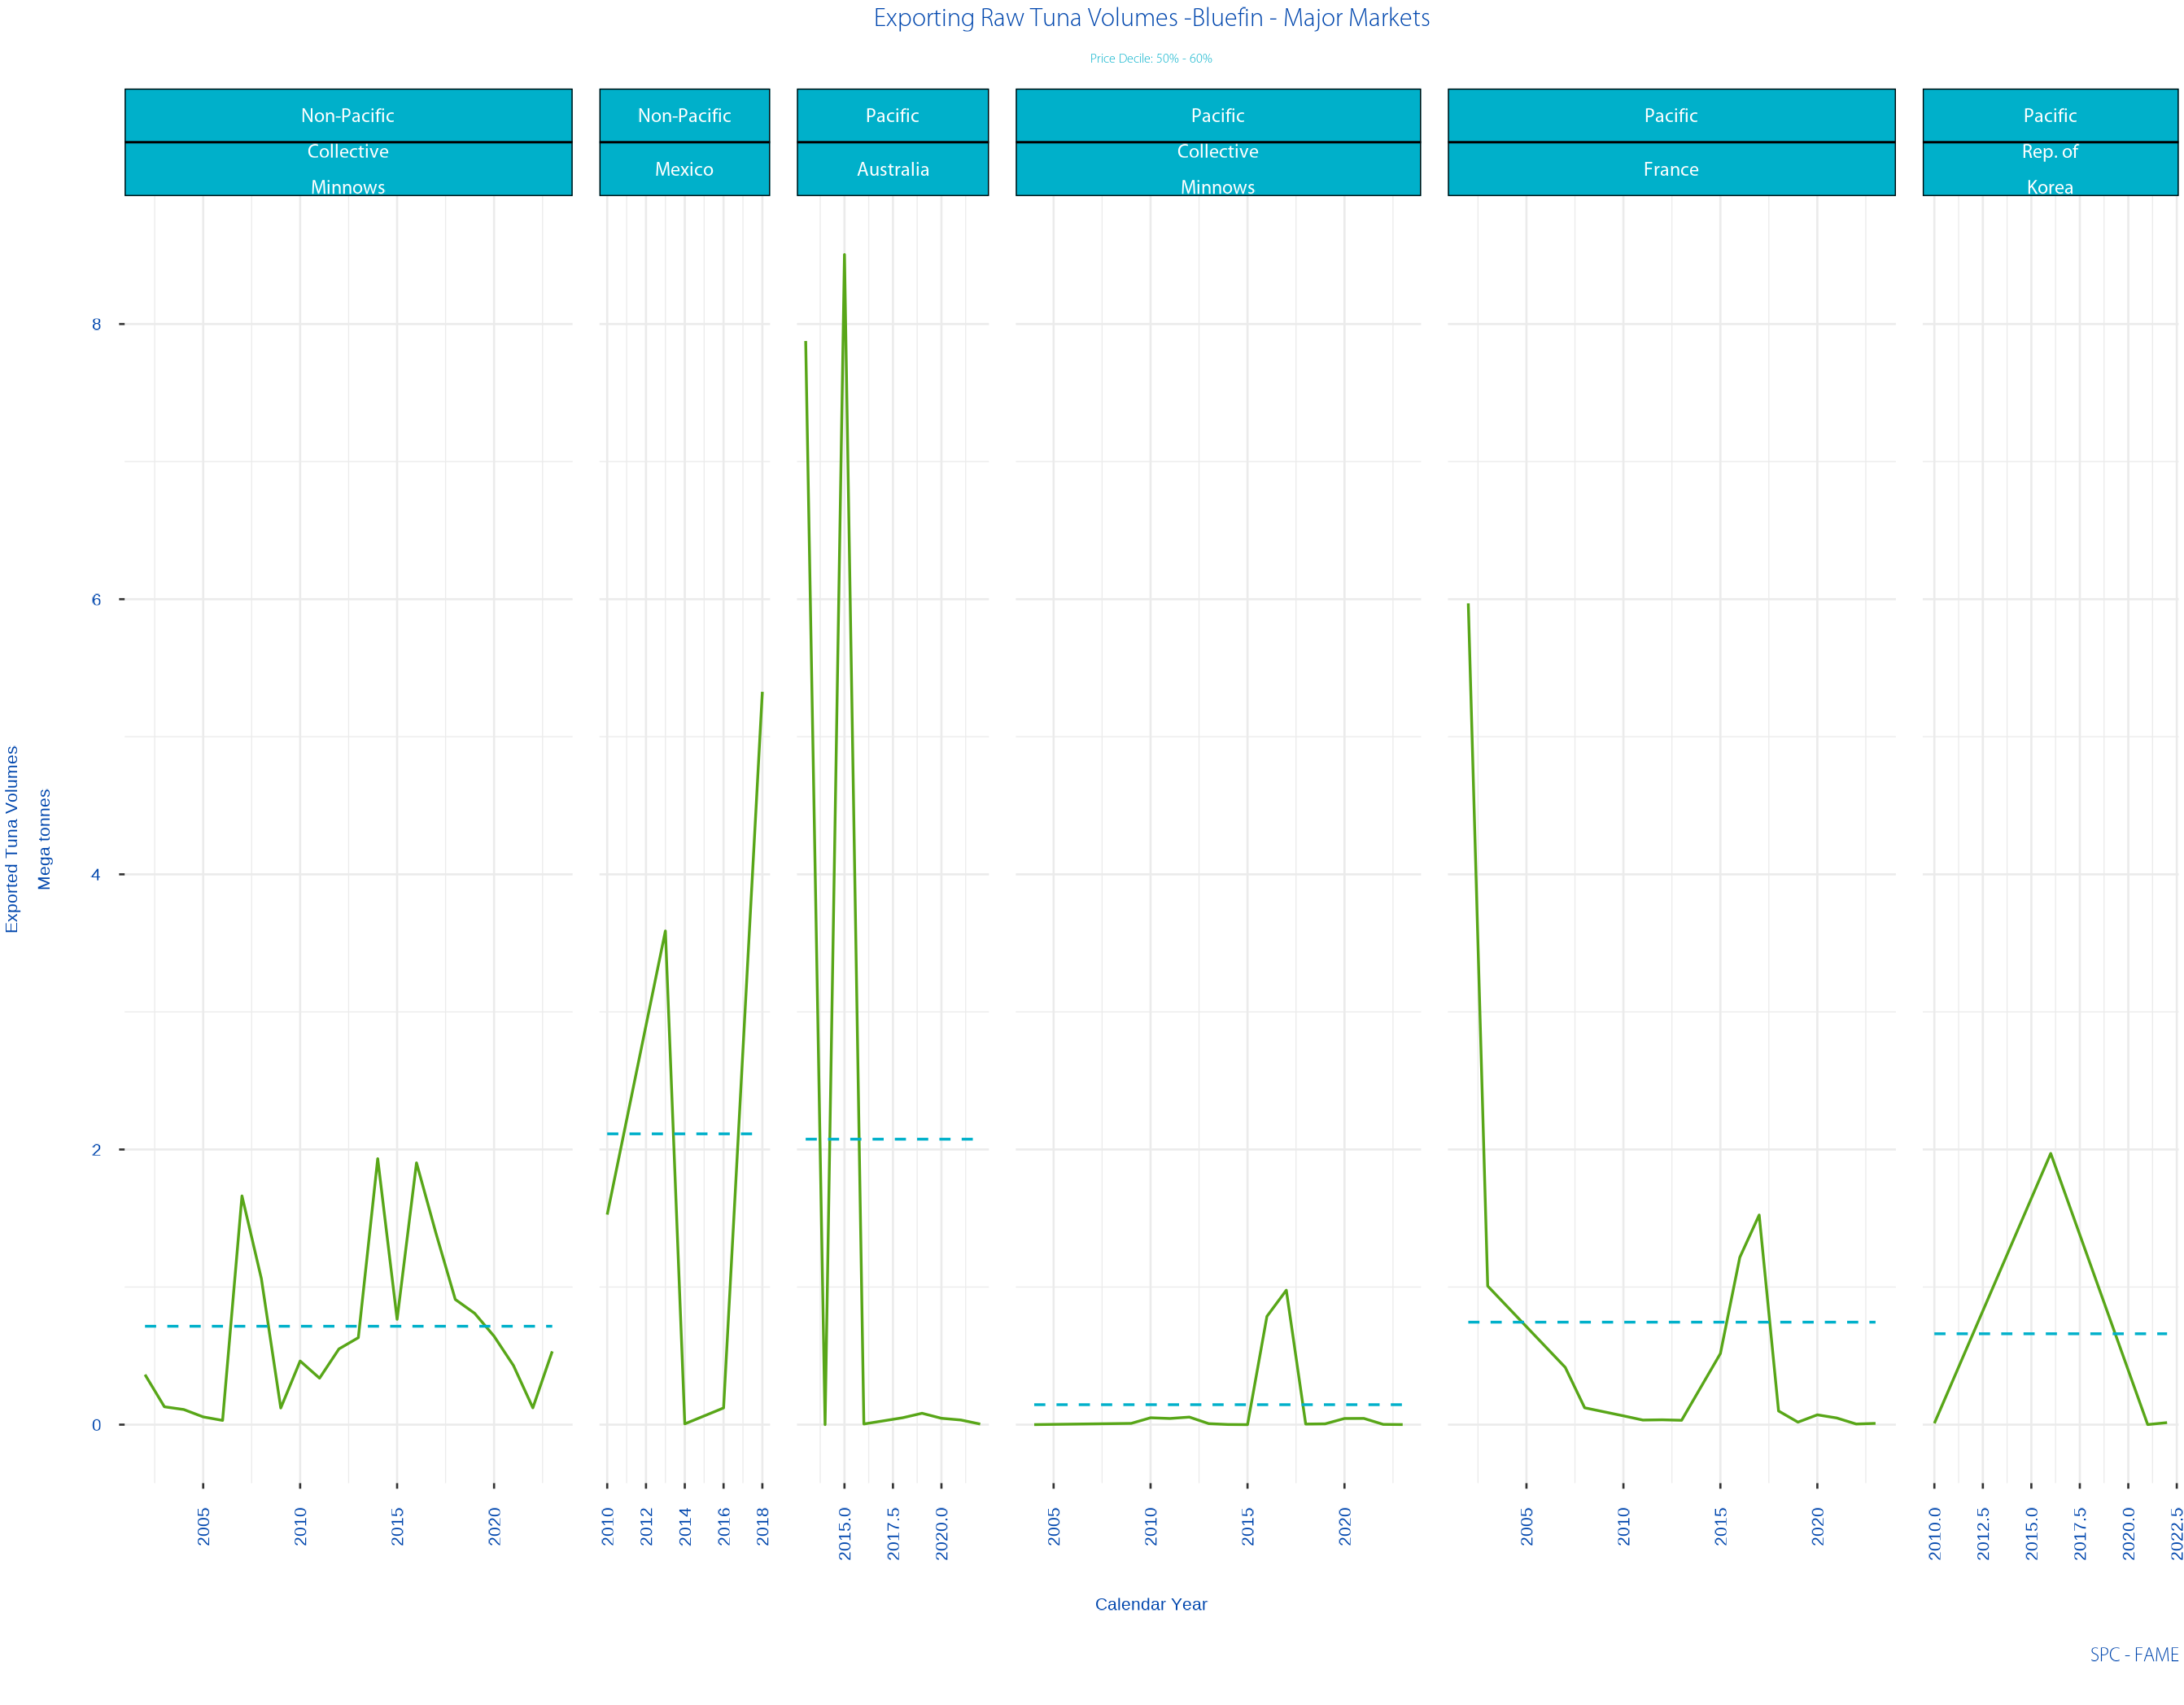 Exporting Raw Tuna Volumes -Bluefin - Major Markets
Price Decile: 50% - 60%
Non-Pacific
Collective
Minnows
Non-Pacific
Mexico
Pacific
Australia
Pacific
Collective
Minnows
Pacific
France
Pacific
Rep. of
Korea
Exported Tuna Volumes
Mega tonnes
8
6
4
2
0
2005 2010 2015 2020
2010 2012 2014 2016 2018
2015.0 2017.5 2020.0
2005 2010 2015 2020
2005 2010 2015 2020
2010.0 2012.5 2015.0 2017.5 2020.0 2022.5
Calendar Year
SPC - FAME